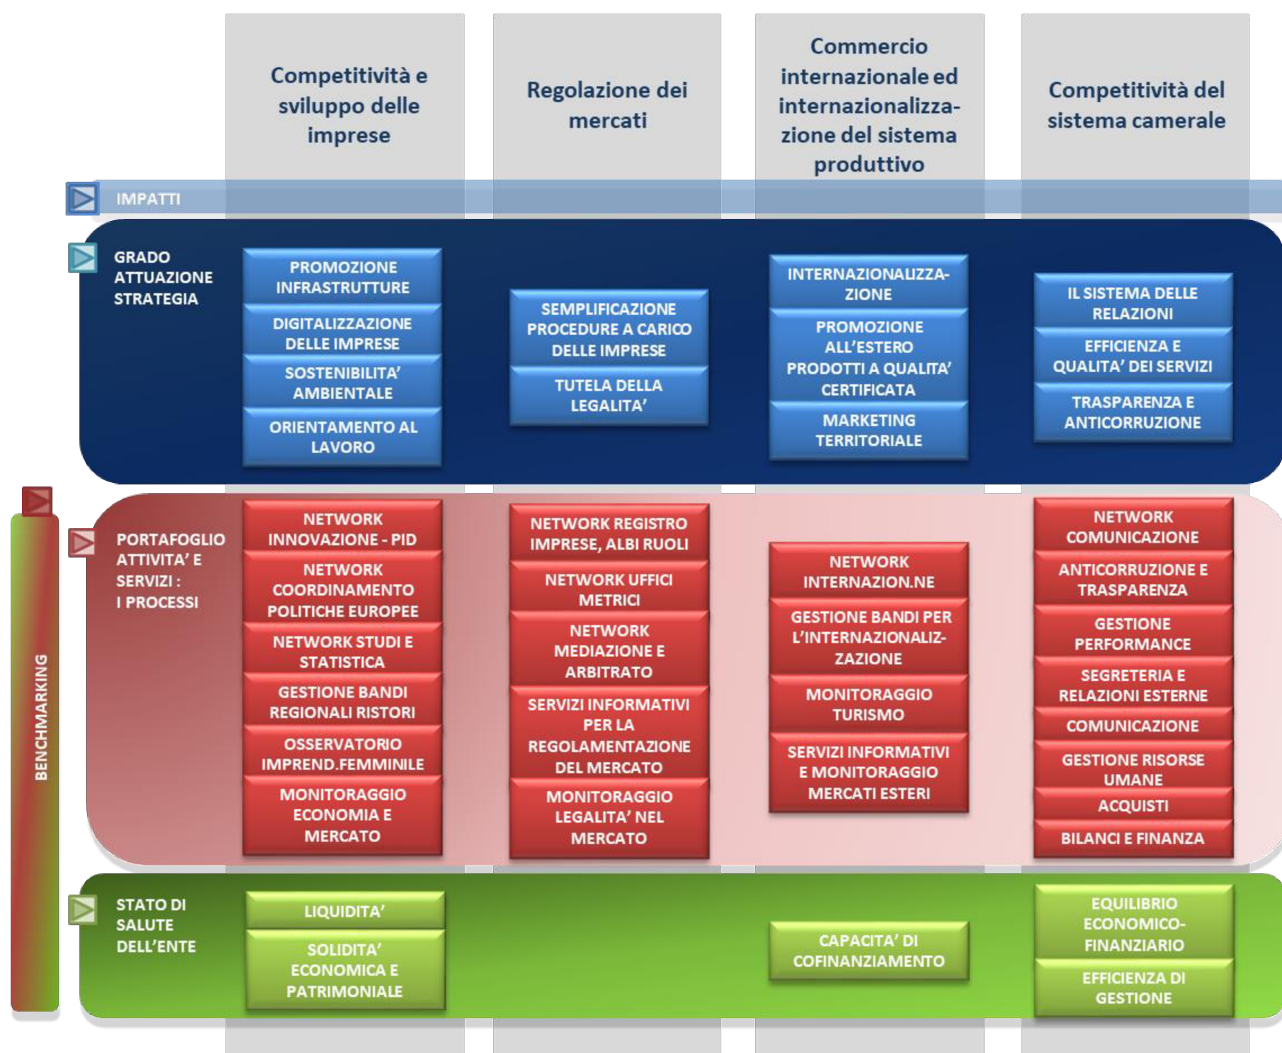 Competitività e
sviluppo delle
imprese
Regolazione dei
mercati
Commercio
internazionale ed
internazionalizza-
zione del sistema
produttivo
Competitività del
sistema camerale
IMPATTI
GRADO
ATTUAZIONE
STRATEGIA
PROMOZIONE
INFRASTRUTTURE
DIGITALIZZAZIONE
DELLE IMPRESE
SOSTENIBILITA’
AMBIENTALE
ORIENTAMENTO AL
LAVORO
SEMPLIFICAZIONE
PROCEDURE A CARICO
DELLE IMPRESE
TUTELA DELLA
LEGALITA’
INTERNAZIONALIZZA-
ZIONE
PROMOZIONE
ALL’ESTERO
PRODOTTI A QUALITA’
CERTIFICATA
MARKETING
TERRITORIALE
IL SISTEMA DELLE
RELAZIONI
EFFICIENZA E
QUALITA’ DEI SERVIZI
TRASPARENZA E
ANTICORRUZIONE
BENCHMARKING
PORTAFOGLIO
ATTIVITA’ E
SERVIZI :
I PROCESSI
NETWORK
INNOVAZIONE - PID
NETWORK
COORDINAMENTO
POLITICHE EUROPEE
NETWORK STUDI E
STATISTICA
GESTIONE BANDI
REGIONALI RISTORI
OSSERVATORIO
IMPREND.FEMMINILE
MONITORAGGIO
ECONOMIA E
MERCATO
NETWORK REGISTRO
IMPRESE, ALBI RUOLI
NETWORK UFFICI
METRICI
NETWORK
MEDIAZIONE E
ARBITRATO
SERVIZI INFORMATIVI
PER LA
REGOLAMENTAZIONE
DEL MERCATO
MONITORAGGIO
LEGALITA’ NEL
MERCATO
NETWORK
INTERNAZION.NE
GESTIONE BANDI PER
L’INTERNAZIONALIZ-
ZAZIONE
MONITORAGGIO
TURISMO
SERVIZI INFORMATIVI
E MONITORAGGIO
MERCATI ESTERI
NETWORK
COMUNICAZIONE
ANTICORRUZIONE E
TRASPARENZA
GESTIONE
PERFORMANCE
SEGRETERIA E
RELAZIONI ESTERNE
COMUNICAZIONE
GESTIONE RISORSE
UMANE
ACQUISTI
BILANCI E FINANZA
STATO DI
SALUTE
DELL’ENTE
LIQUIDITA’
SOLIDITA’
ECONOMICA E
PATRIMONIALE
CAPACITA’ DI
COFINANZIAMENTO
EQUILIBRIO
ECONOMICO-
FINANZIARIO
EFFICIENZA DI
GESTIONE